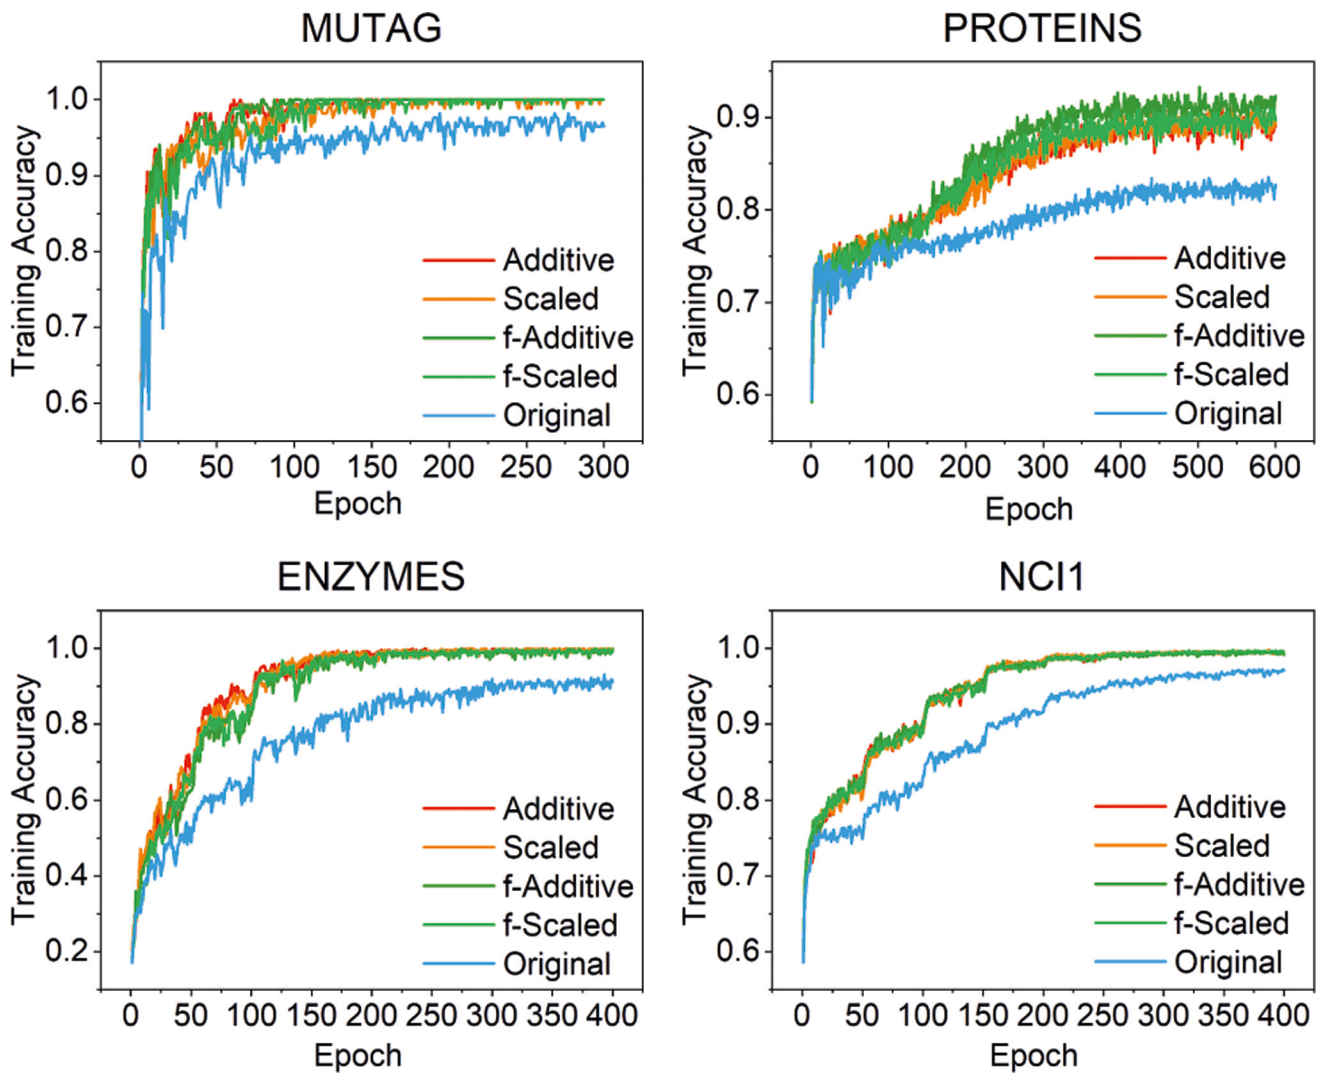 MUTAG
Training Accuracy
1.0
0.9
0.8
0.7
0.6
Additive
Scaled
f-Additive
f-Scaled
Original
0 50 100 150 200 250 300
Epoch
PROTEINS
Training Accuracy
0.9
0.8
0.7
0.6
Additive
Scaled
f-Additive
f-Scaled
Original
0 100 200 300 400 500 600
Epoch
ENZYMES
Training Accuracy
1.0
0.8
0.6
0.4
0.2
Additive
Scaled
f-Additive
f-Scaled
Original
0 50 100 150 200 250 300 350 400
Epoch
NCI1
Training Accuracy
1.0
0.9
0.8
0.7
0.6
Additive
Scaled
f-Additive
f-Scaled
Original
0 50 100 150 200 250 300 350 400
Epoch